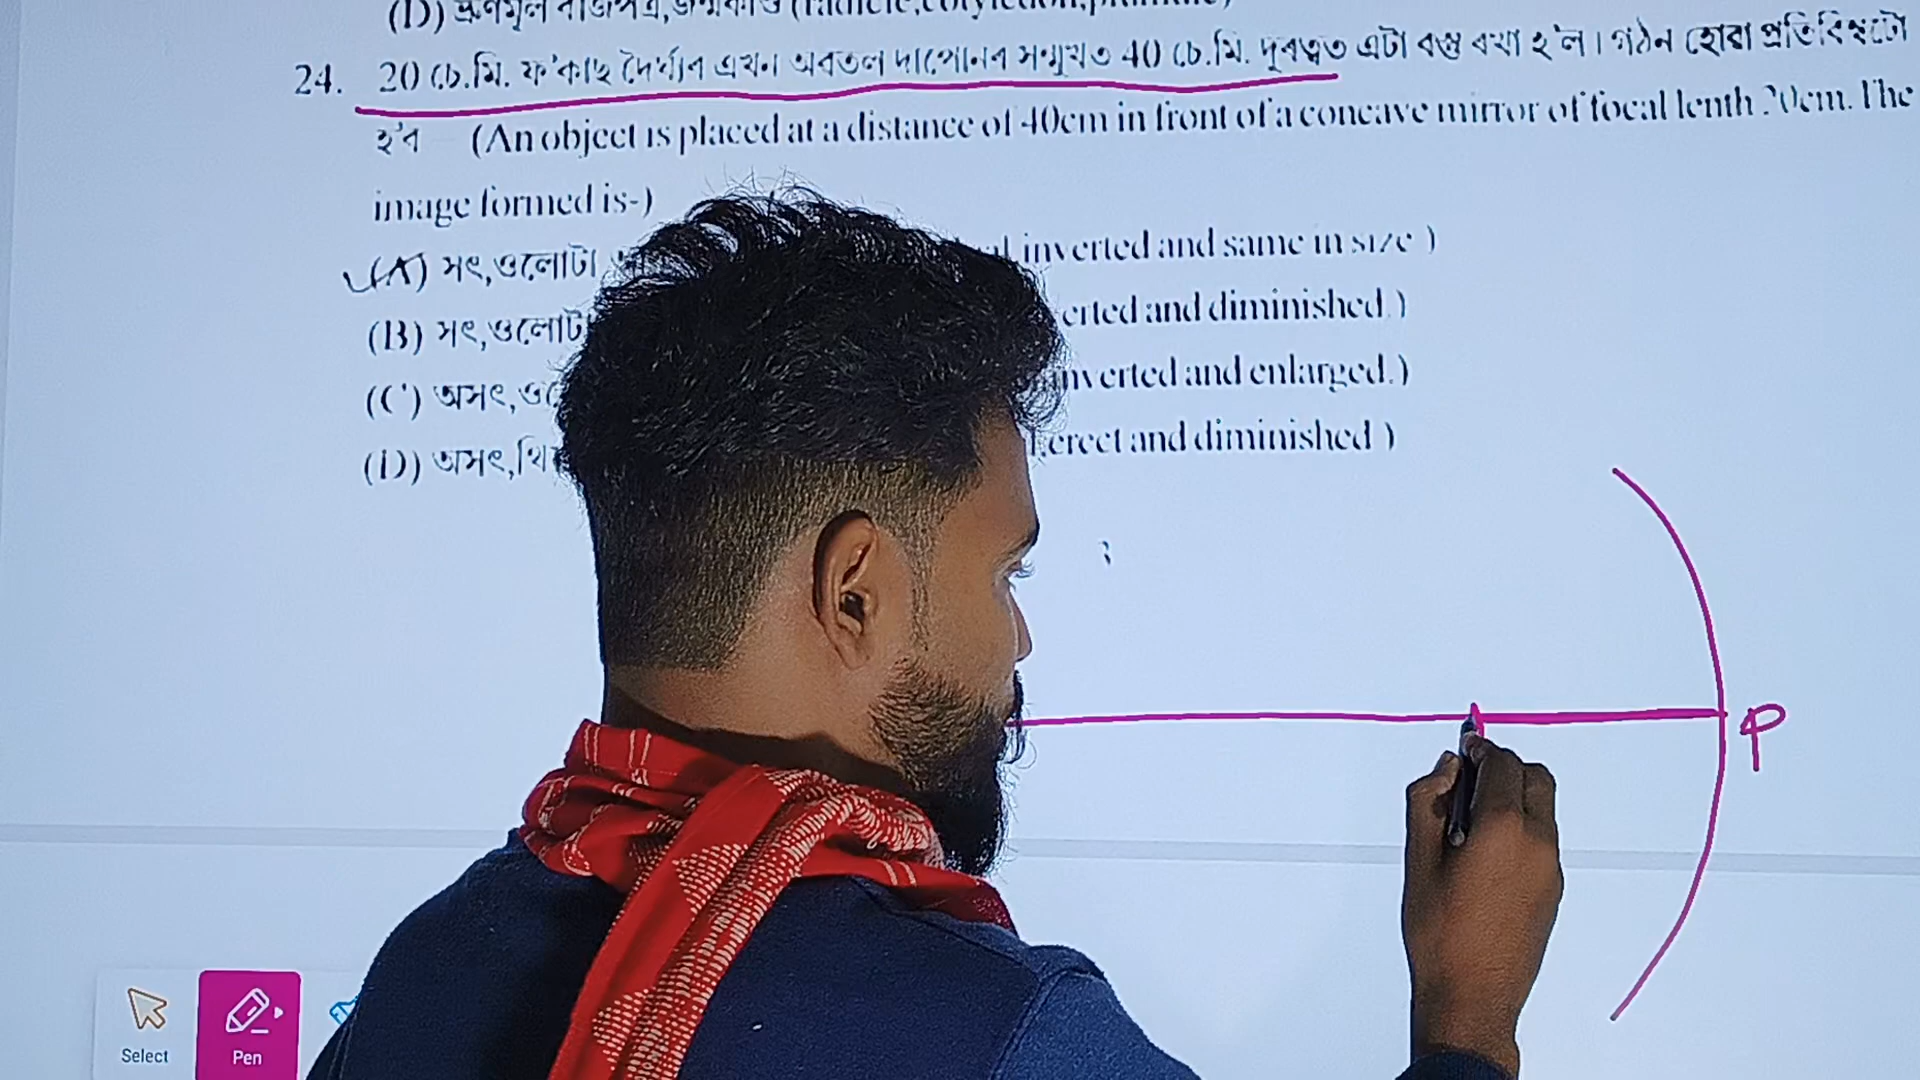 (D) ভ্ৰূণমূল বীজপত্ৰ,
24. 20 চে.মি. ফ'কাছ দৈৰ্ঘ্যৰ এখন অৱতল দাপোনৰ সন্মুখত 40 চে.মি. দূৰত্বত এটা বস্তু ৰখা হ'ল। গঠন হোৱা প্ৰতিবিম্বটো
হ'ব (An object is placed at a distance of 40cm in front of a concave mirror of focal lenth 20cm. The
image formed is-)
(A) সৎ,ওলোটা inverted and same in size )
(B) সৎ,ওলোটা and diminished.)
(C) অসৎ, inverted and enlarged.)
(D) অসৎ, erect and diminished )
3
P
Select Pen